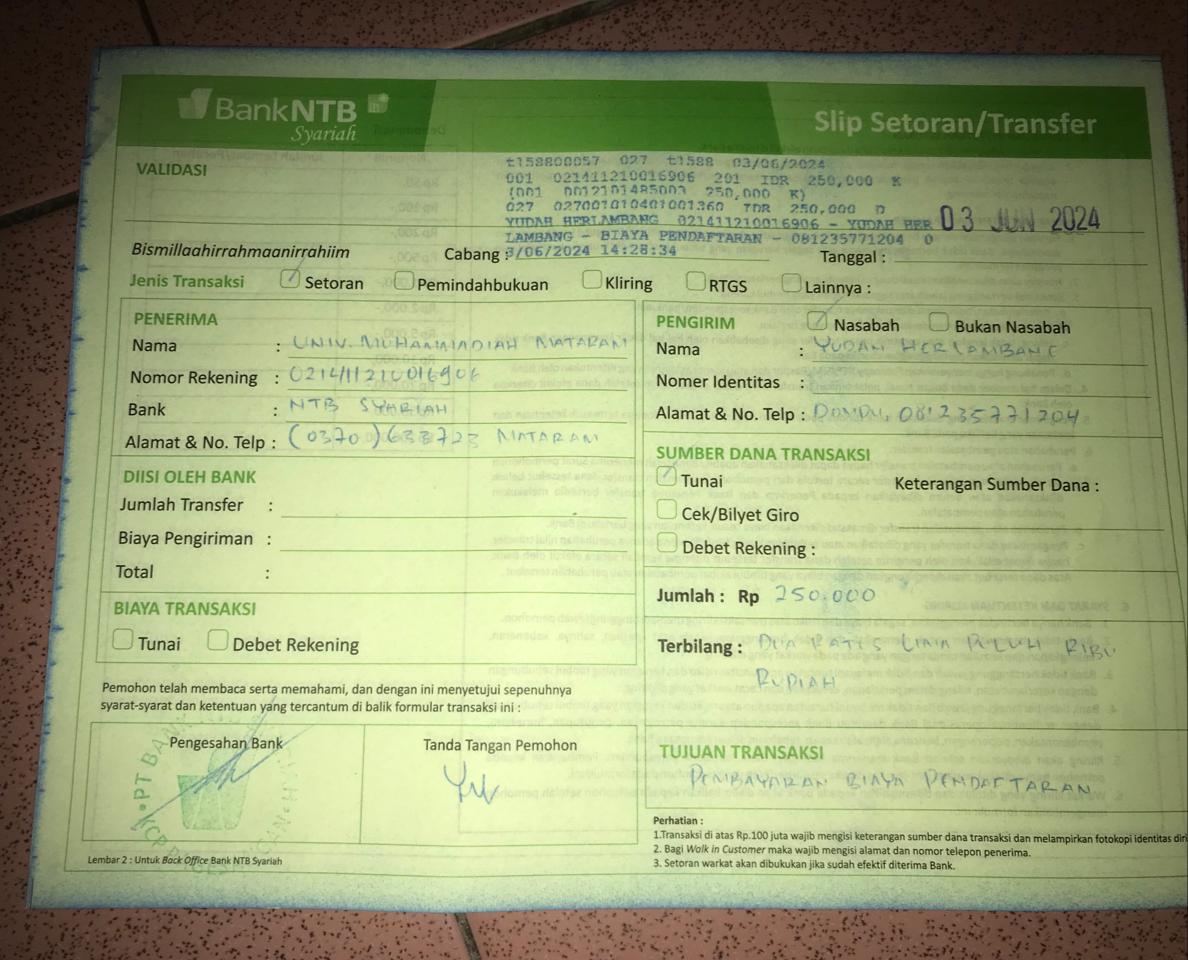 BankNTB
Syariah
Slip Setoran/Transfer
VALIDASI
t158800057 027 t1588 03/06/2024
001 021411210016906 201 IDR 250,000 K
(001 0012101485003 250,000 K)
027 027001010401001360 IDR 250,000 D
YUDAH HERLAMBANG 021411210016906 - YUDAH HER
LAMBANG - BIAYA PENDAFTARAN - 081235771204 0
3/06/2024 14:28:34
03 JUN 2024
Bismillaahirrahmaanirrahiim
Cabang :
Tanggal :
Jenis Transaksi
Setoran
Pemindahbukuan
Kliring
RTGS
Lainnya :
PENERIMA
Nama : UNIV. MUHAMMADIAH MATARAM
Nomor Rekening : 021411210016906
Bank : NTB SYARIAH
Alamat & No. Telp : (0370) 633723 MATARAM
PENGIRIM
Nasabah
Bukan Nasabah
Nama : YUDAH HERLAMBANG
Nomer Identitas :
Alamat & No. Telp : DOMPU, 081235771204
DIISI OLEH BANK
Jumlah Transfer :
Biaya Pengiriman :
Total :
SUMBER DANA TRANSAKSI
Tunai
Keterangan Sumber Dana :
Cek/Bilyet Giro
Debet Rekening :
BIAYA TRANSAKSI
Tunai
Debet Rekening
Jumlah : Rp 250.000
Terbilang : DUA RATUS LIMA PULUH RIBU
RUPIAH
Pemohon telah membaca serta memahami, dan dengan ini menyetujui sepenuhnya
syarat-syarat dan ketentuan yang tercantum di balik formular transaksi ini :
Pengesahan Bank
PT BANK
KCP
Tanda Tangan Pemohon
TUJUAN TRANSAKSI
PEMBAYARAN BIAYA PENDAFTARAN
Perhatian :
1.Transaksi di atas Rp.100 juta wajib mengisi keterangan sumber dana transaksi dan melampirkan fotokopi identitas diri
2. Bagi Walk in Customer maka wajib mengisi alamat dan nomor telepon penerima.
3. Setoran warkat akan dibukukan jika sudah efektif diterima Bank.
Lembar 2 : Untuk Back Office Bank NTB Syariah